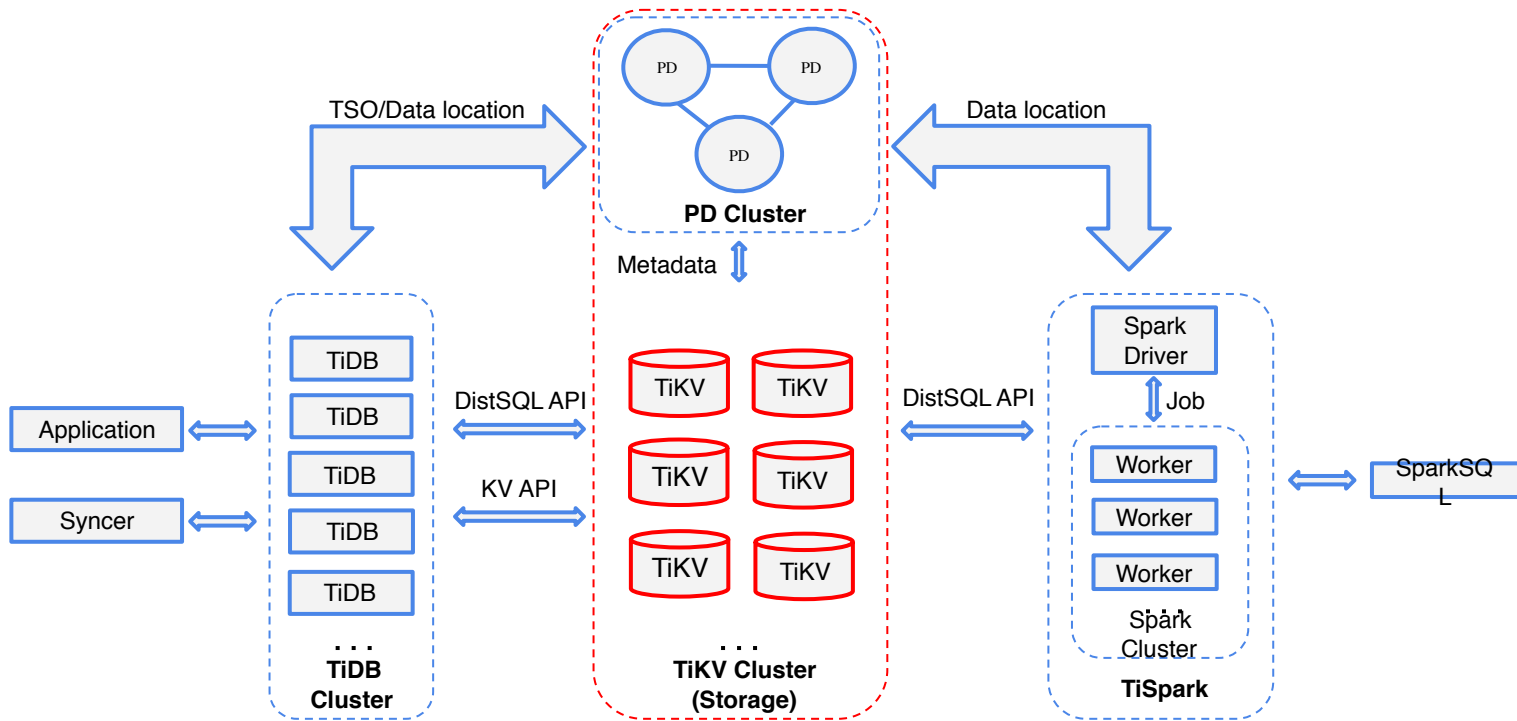 PD
PD
PD
PD Cluster
TSO/Data location
Data location
Metadata
TiDB
TiDB
TiDB
TiDB
TiDB
. . .
TiDB
Cluster
Application
Syncer
DistSQL API
KV API
TiKV
TiKV
TiKV
TiKV
TiKV
TiKV
. . .
TiKV Cluster
(Storage)
DistSQL API
Spark
Driver
Job
Worker
Worker
Worker
. . .
Spark
Cluster
TiSpark
SparkSQ
L